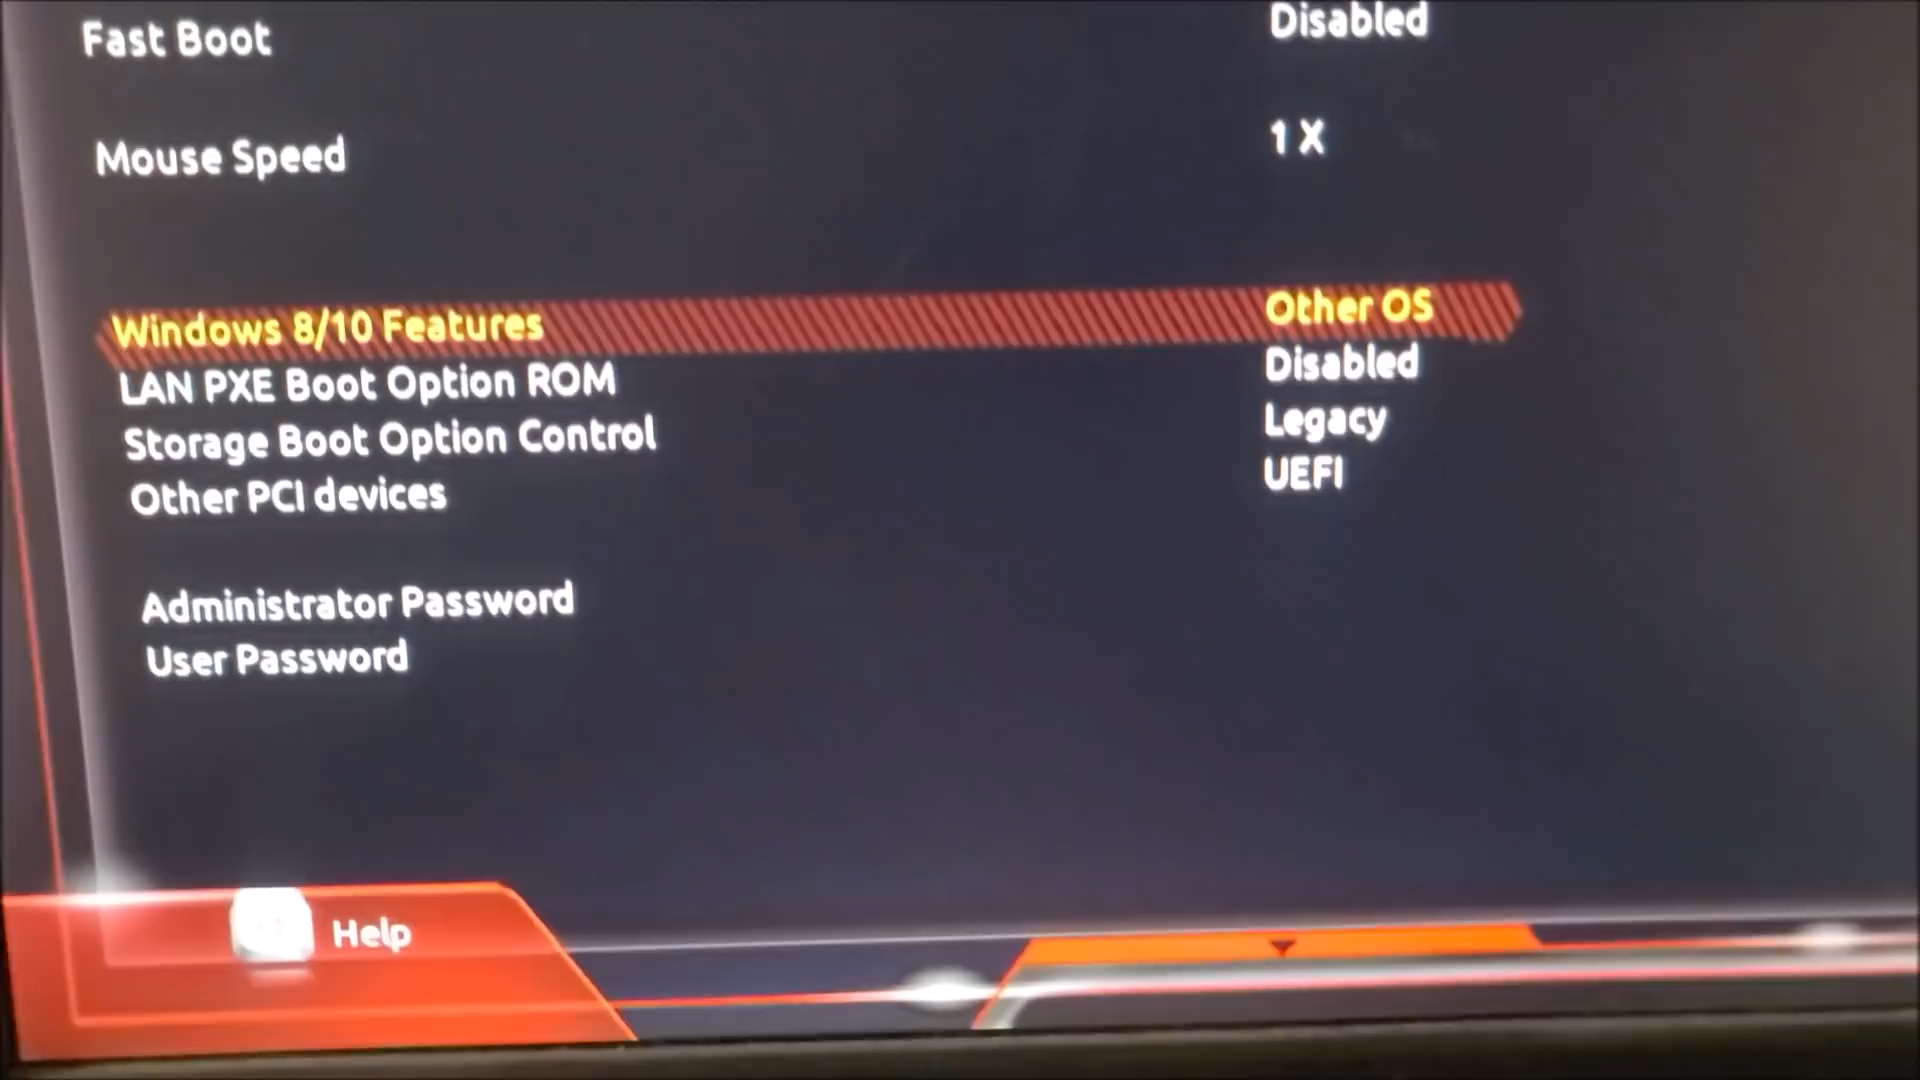 Fast Boot Disabled
Mouse Speed 1 X
Windows 8/10 Features Other OS
LAN PXE Boot Option ROM Disabled
Storage Boot Option Control Legacy
Other PCI devices UEFI
Administrator Password
User Password
Help